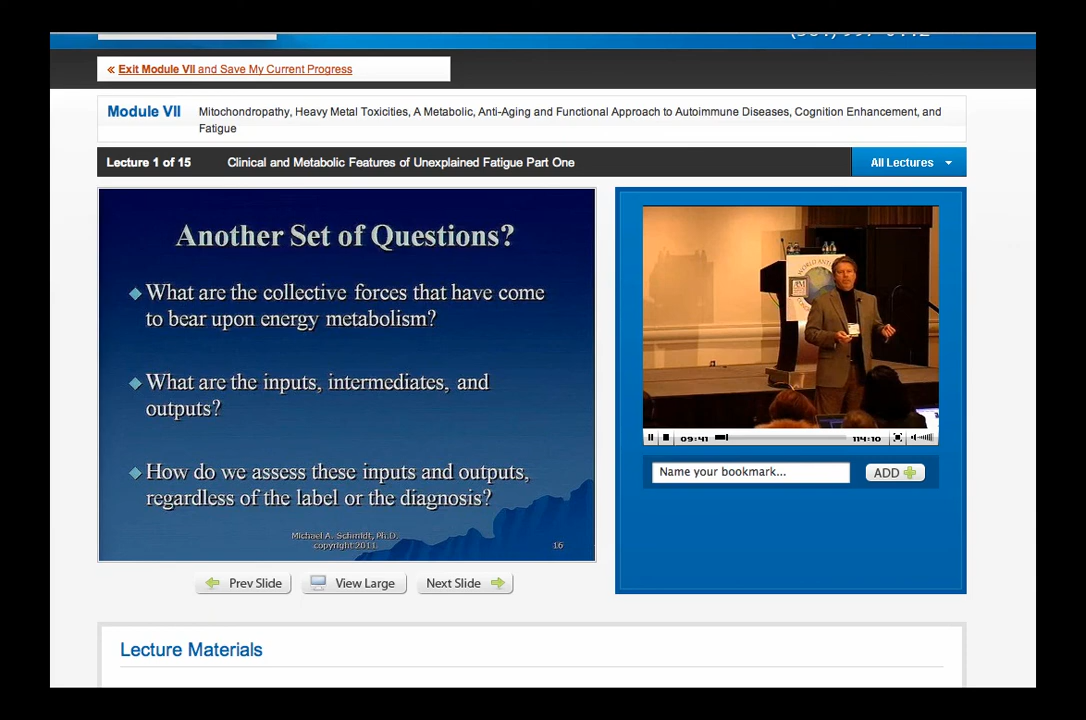 « Exit Module VII and Save My Current Progress
Module VII
Mitochondropathy, Heavy Metal Toxicities, A Metabolic, Anti-Aging and Functional Approach to Autoimmune Diseases, Cognition Enhancement, and
Fatigue
Lecture 1 of 15
Clinical and Metabolic Features of Unexplained Fatigue Part One
All Lectures
Another Set of Questions?
What are the collective forces that have come
to bear upon energy metabolism?
What are the inputs, intermediates, and
outputs?
How do we assess these inputs and outputs,
regardless of the label or the diagnosis?
Michael A. Schmidt, Ph.D.
copyright 2011
16
WORLD ANTI
09:41
114:10
Name your bookmark...
ADD
Prev Slide
View Large
Next Slide
Lecture Materials